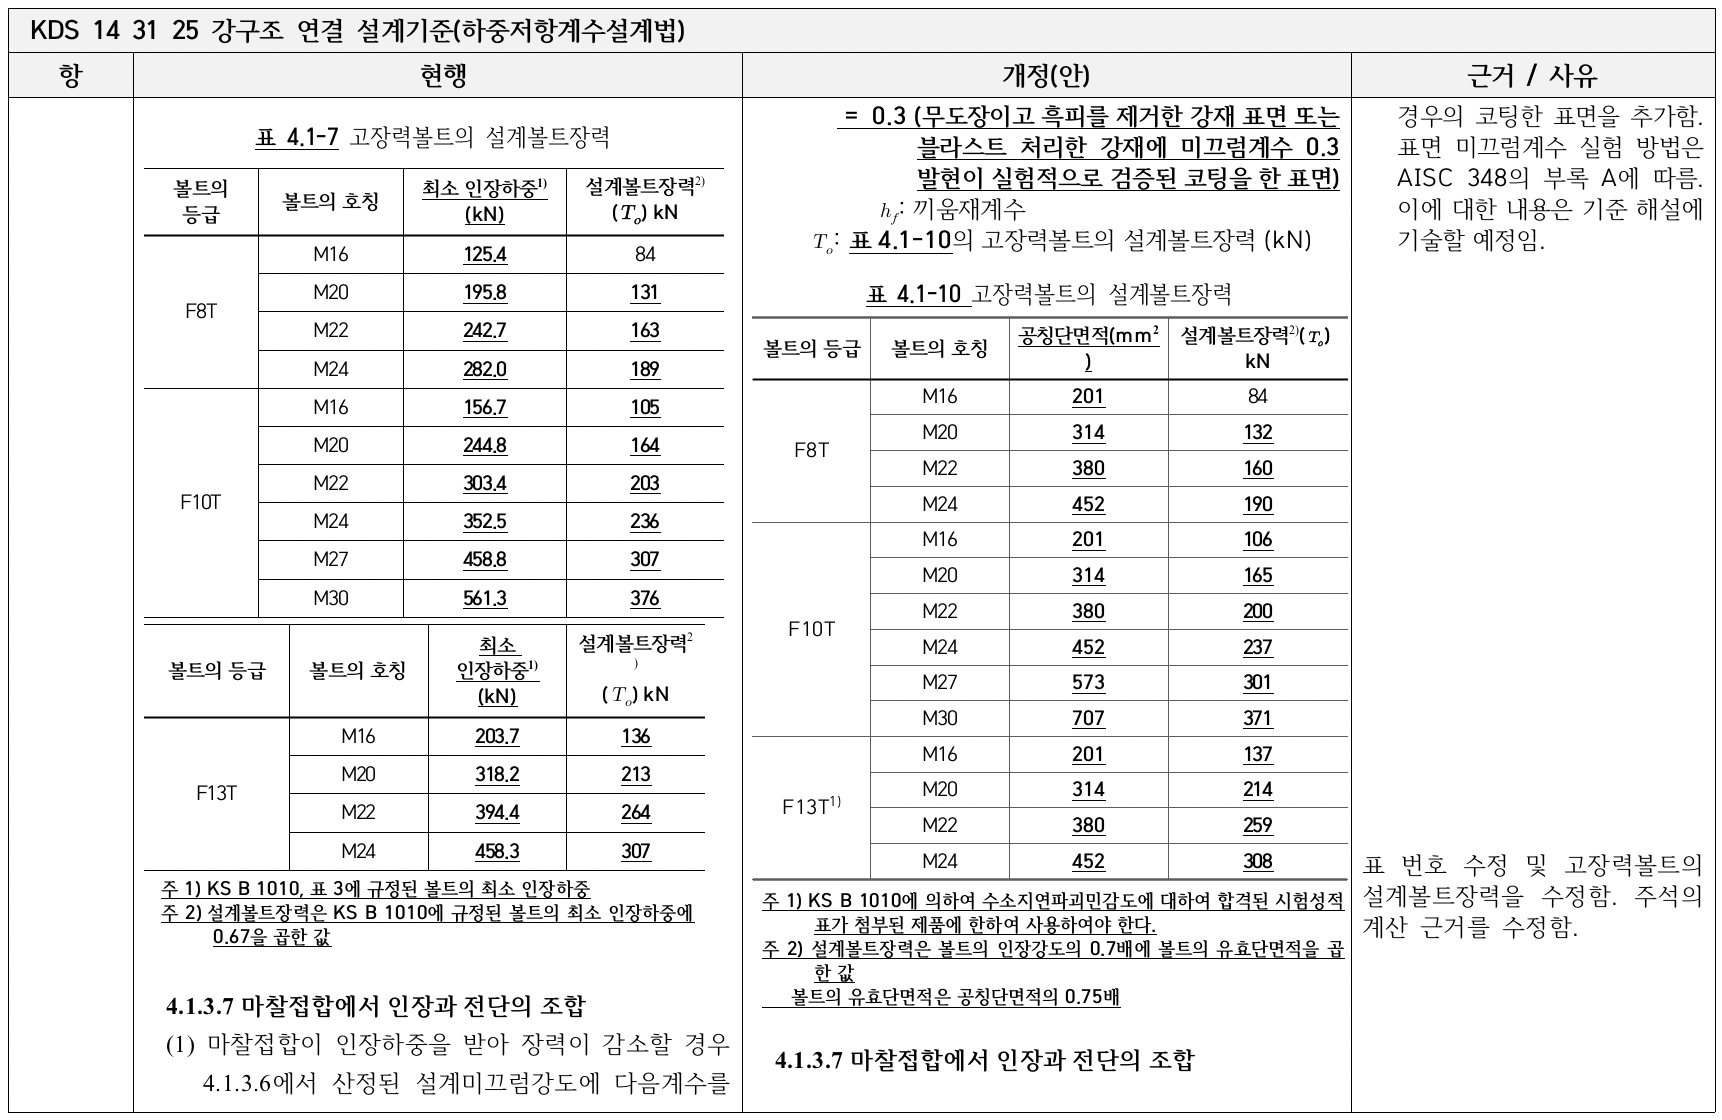 KDS 14 31 25 강구조 연결 설계기준(하중저항계수설계법)
항 현행 개정(안) 근거 / 사유
표 4.1-7 고장력볼트의 설계볼트장력
볼트의 등급 볼트의 호칭 최소 인장하중1) (kN) 설계볼트장력2) (To) kN
F8T
M16 125.4 84
M20 195.8 131
M22 242.7 163
M24 282.0 189
F10T
M16 156.7 105
M20 244.8 164
M22 303.4 203
M24 352.5 236
M27 458.8 307
M30 561.3 376
볼트의 등급 볼트의 호칭 최소 인장하중1) (kN) 설계볼트장력2) (To) kN
F13T
M16 203.7 136
M20 318.2 213
M22 394.4 264
M24 458.3 307
주 1) KS B 1010, 표 3에 규정된 볼트의 최소 인장하중
주 2) 설계볼트장력은 KS B 1010에 규정된 볼트의 최소 인장하중에
0.67을 곱한 값
4.1.3.7 마찰접합에서 인장과 전단의 조합
(1) 마찰접합이 인장하중을 받아 장력이 감소할 경우
4.1.3.6에서 산정된 설계미끄럼강도에 다음계수를
= 0.3 (무도장이고 흑피를 제거한 강재 표면 또는
블라스트 처리한 강재에 미끄럼계수 0.3
발현이 실험적으로 검증된 코팅을 한 표면)
hf: 끼움재계수
To: 표 4.1-10의 고장력볼트의 설계볼트장력 (kN)
표 4.1-10 고장력볼트의 설계볼트장력
볼트의 등급 볼트의 호칭 공칭단면적(mm2) 설계볼트장력2)(To) kN
F8T
M16 201 84
M20 314 132
M22 380 160
M24 452 190
F10T
M16 201 106
M20 314 165
M22 380 200
M24 452 237
M27 573 301
M30 707 371
F13T1)
M16 201 137
M20 314 214
M22 380 259
M24 452 308
주 1) KS B 1010에 의하여 수소지연파괴민감도에 대하여 합격된 시험성적
표가 첨부된 제품에 한하여 사용하여야 한다.
주 2) 설계볼트장력은 볼트의 인장강도의 0.7배에 볼트의 유효단면적을 곱
한 값
볼트의 유효단면적은 공칭단면적의 0.75배
4.1.3.7 마찰접합에서 인장과 전단의 조합
경우의 코팅한 표면을 추가함.
표면 미끄럼계수 실험 방법은
AISC 348의 부록 A에 따름.
이에 대한 내용은 기준 해설에
기술할 예정임.
표 번호 수정 및 고장력볼트의
설계볼트장력을 수정함. 주석의
계산 근거를 수정함.